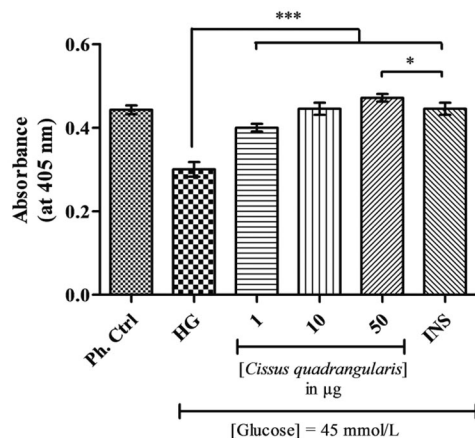 ***
*
0.6
0.4
0.2
0.0
Absorbance
(at 405 nm)
Ph. Ctrl
HG
1
10
50
INS
[Cissus quadrangularis]
in µg
[Glucose] = 45 mmol/L